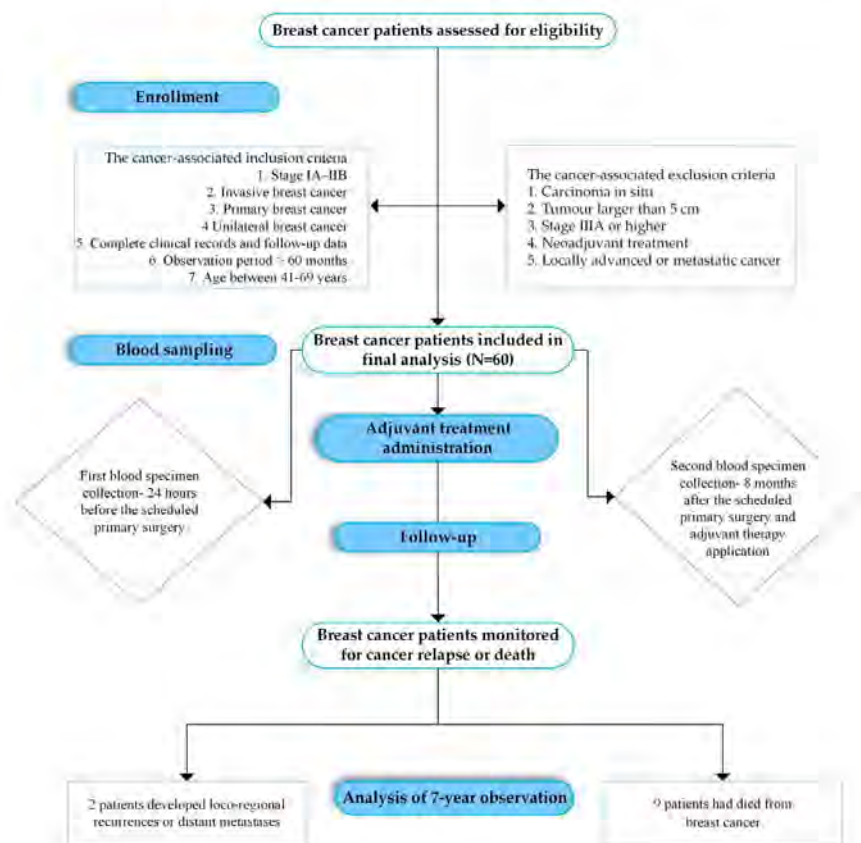 Breast cancer patients assessed for eligibility
Enrollment
The cancer-associated inclusion criteria
1. Stage IA–IIB
2. Invasive breast cancer
3. Primary breast cancer
4 Unilateral breast cancer
5. Complete clinical records and follow-up data
6. Observation period > 60 months
7. Age between 41-69 years
The cancer-associated exclusion criteria
1. Carcinoma in situ
2. Tumour larger than 5 cm
3. Stage IIIA or higher
4. Neoadjuvant treatment
5. Locally advanced or metastatic cancer
Blood sampling
Breast cancer patients included in
final analysis (N=60)
Adjuvant treatment
administration
First blood specimen
collection- 24 hours
before the scheduled
primary surgery
Second blood specimen
collection- 8 months
after the scheduled
primary surgery and
adjuvant therapy
application
Follow-up
Breast cancer patients monitored
for cancer relapse or death
2 patients developed loco-regional
recurrences or distant metastases
Analysis of 7-year observation
9 patients had died from
breast cancer